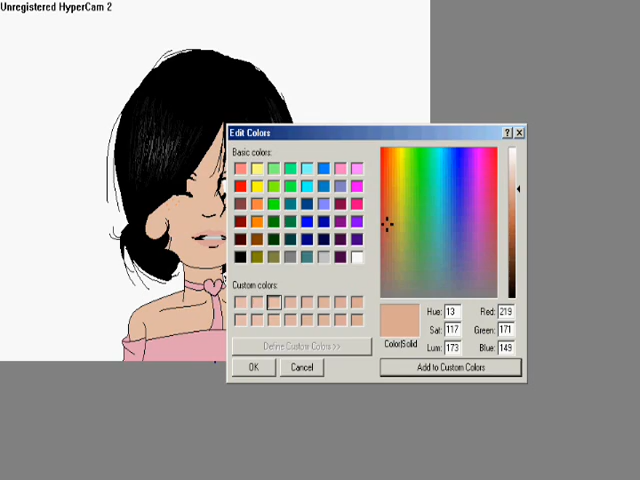 Unregistered HyperCam 2
Edit Colors
Basic colors:
Custom colors:
Define Custom Colors >>
OK Cancel
Color|Solid
Hue: 13 Red: 219
Sat: 117 Green: 171
Lum: 173 Blue: 149
Add to Custom Colors